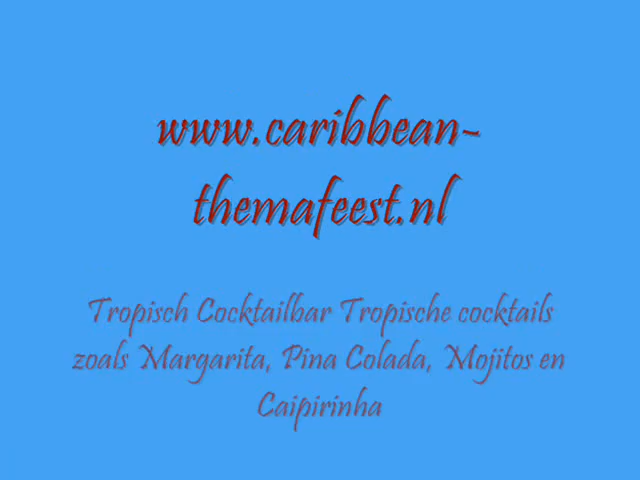 www.caribbean-
themafeest.nl
Tropisch Cocktailbar Tropische cocktails
zoals Margarita, Pina Colada, Mojitos en
Caipirinha